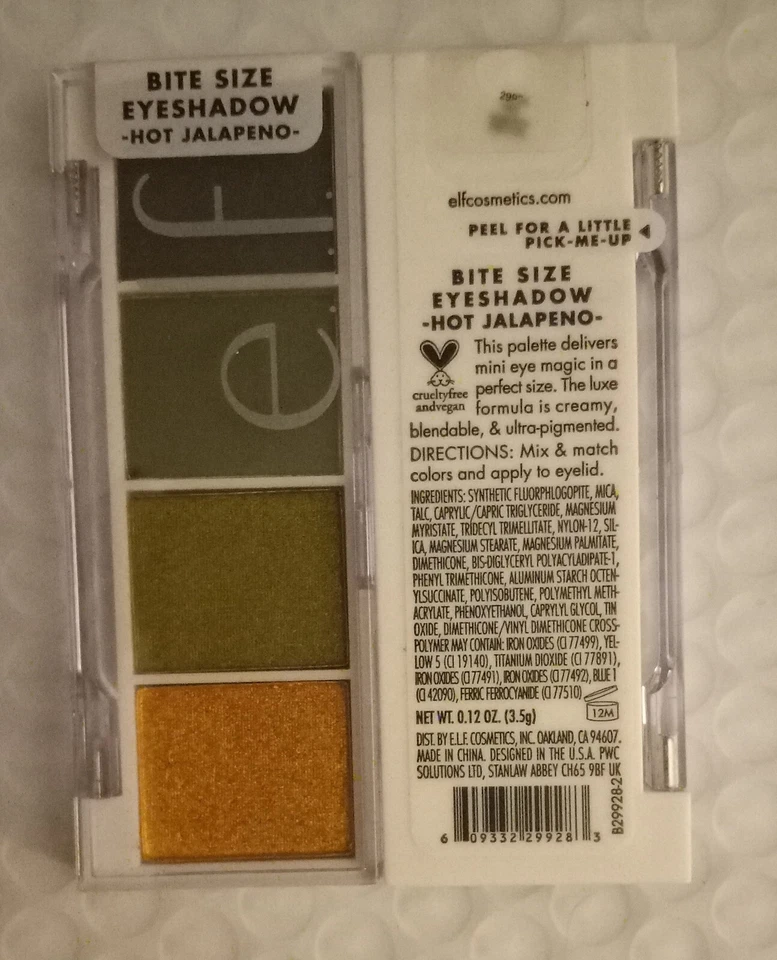 BITE SIZE
EYESHADOW
-HOT JALAPENO-
elf
elfcosmetics.com
PEEL FOR A LITTLE
PICK-ME-UP
BITE SIZE
EYESHADOW
-HOT JALAPENO-
This palette delivers
mini eye magic in a
perfect size. The luxe
formula is creamy,
blendable, & ultra-pigmented.
crueltyfree
andvegan
DIRECTIONS: Mix & match
colors and apply to eyelid.
INGREDIENTS: SYNTHETIC FLUORPHLOGOPITE, MICA,
TALC, CAPRYLIC/CAPRIC TRIGLYCERIDE, MAGNESIUM
MYRISTATE, TRIDECYL TRIMELLITATE, NYLON-12, SIL-
ICA, MAGNESIUM STEARATE, MAGNESIUM PALMITATE,
DIMETHICONE, BIS-DIGLYCERYL POLYACYLADIPATE-1,
PHENYL TRIMETHICONE, ALUMINUM STARCH OCTEN-
YLSUCCINATE, POLYISOBUTENE, POLYMETHYL METH-
ACRYLATE, PHENOXYETHANOL, CAPRYLYL GLYCOL, TIN
OXIDE, DIMETHICONE/VINYL DIMETHICONE CROSS-
POLYMER MAY CONTAIN: IRON OXIDES (CI 77499), YEL-
LOW 5 (CI 19140), TITANIUM DIOXIDE (CI 77891),
IRON OXIDES (CI 77491), IRON OXIDES (CI 77492), BLUE 1
(CI 42090), FERRIC FERROCYANIDE (CI 77510)
NET WT. 0.12 OZ. (3.5g)
12M
DIST. BY E.L.F. COSMETICS, INC. OAKLAND, CA 94607.
MADE IN CHINA. DESIGNED IN THE U.S.A. PWC
SOLUTIONS LTD, STANLAW ABBEY CH65 9BF UK
6 09332 29928 3
B29928-2